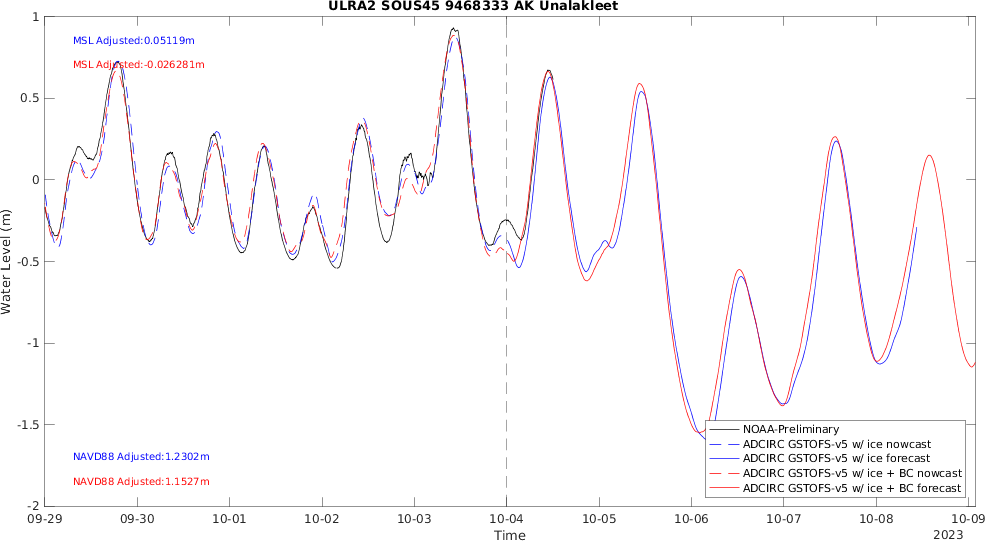 ULRA2 SOUS45 9468333 AK Unalakleet
MSL Adjusted:0.05119m
MSL Adjusted:-0.026281m
NAVD88 Adjusted:1.2302m
NAVD88 Adjusted:1.1527m
Water Level (m)
1
0.5
0
-0.5
-1
-1.5
-2
09-29 09-30 10-01 10-02 10-03 10-04 10-05 10-06 10-07 10-08 10-09
Time
2023
NOAA-Preliminary
ADCIRC GSTOFS-v5 w/ ice nowcast
ADCIRC GSTOFS-v5 w/ ice forecast
ADCIRC GSTOFS-v5 w/ ice + BC nowcast
ADCIRC GSTOFS-v5 w/ ice + BC forecast